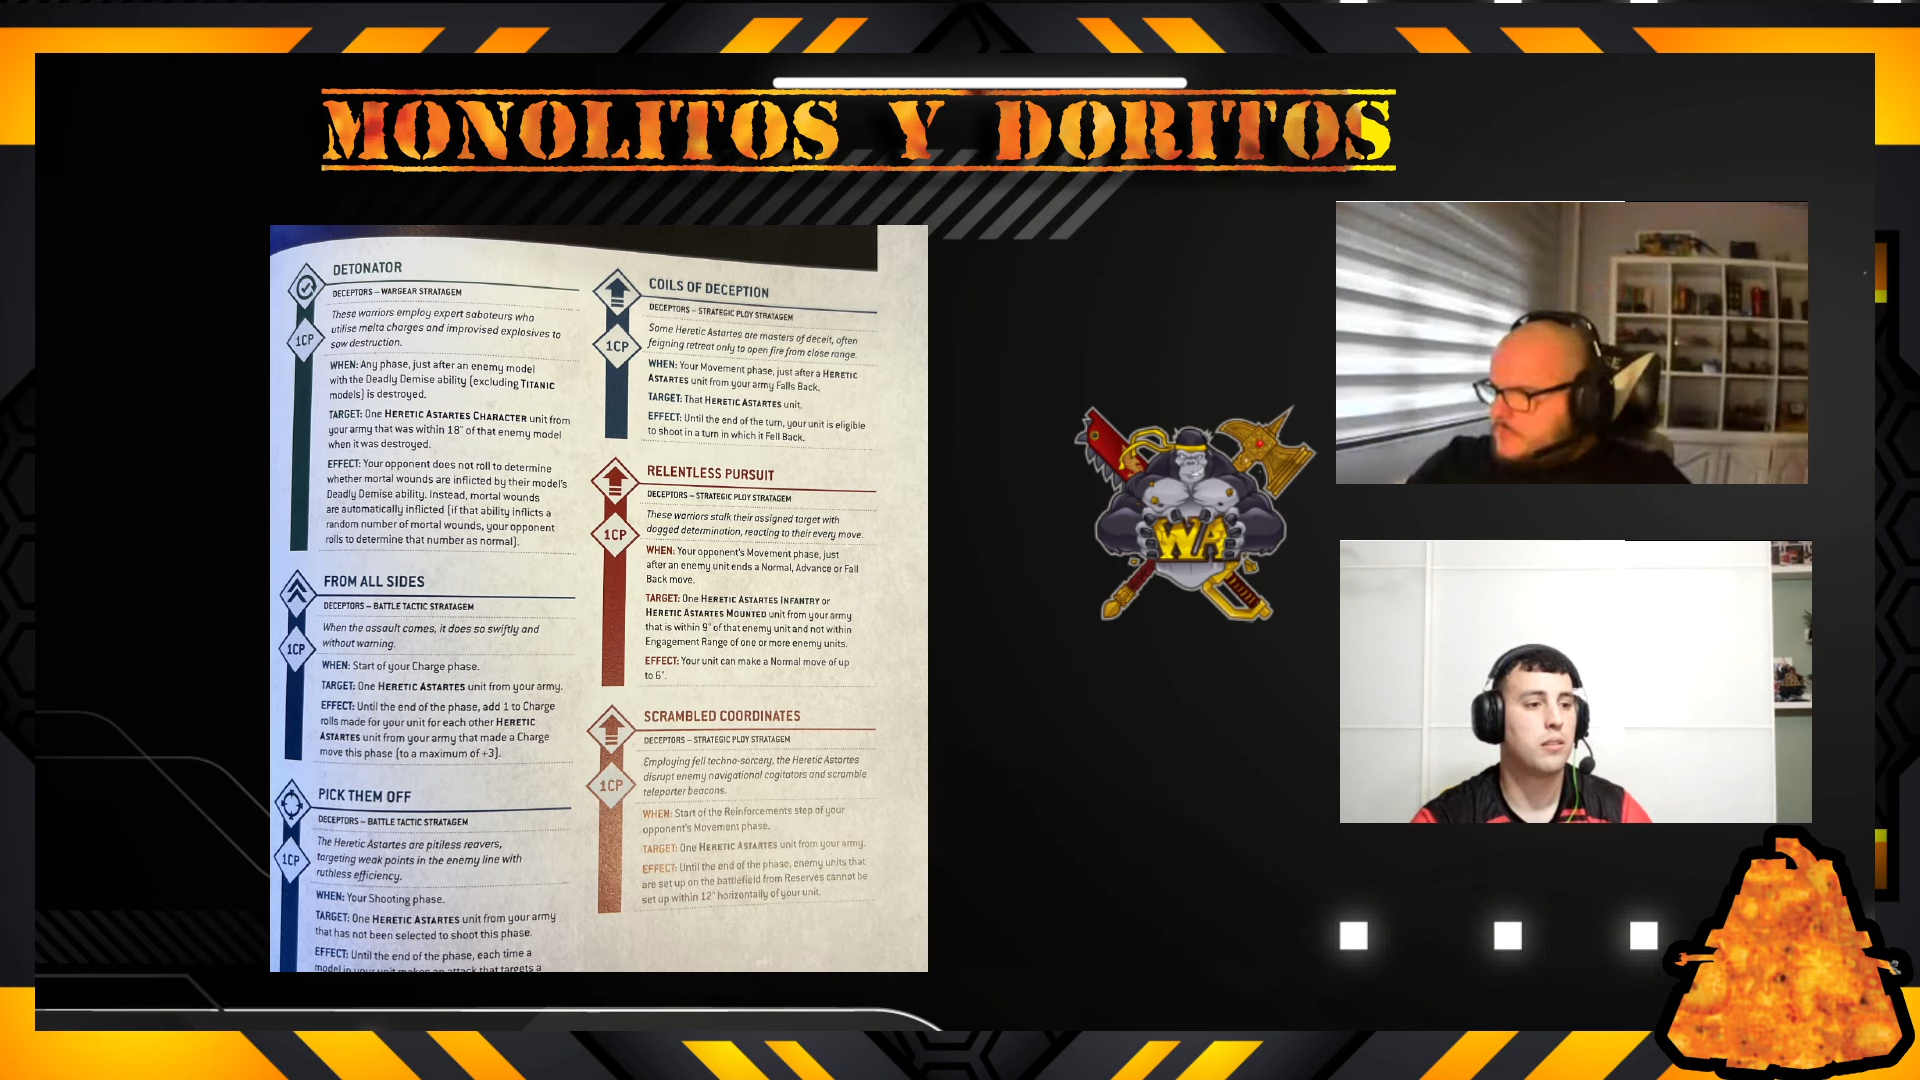 MONOLITOS Y DORITOS
DETONATOR
DECEPTORS – WARGEAR STRATAGEM
1CP
These warriors employ expert saboteurs who
utilise melta charges and improvised explosives to
sow destruction.
WHEN: Any phase, just after an enemy model
with the Deadly Demise ability (excluding TITANIC
models) is destroyed.
TARGET: One HERETIC ASTARTES CHARACTER unit from
your army that was within 18" of that enemy model
when it was destroyed.
EFFECT: Your opponent does not roll to determine
whether mortal wounds are inflicted by their model's
Deadly Demise ability. Instead, mortal wounds
are automatically inflicted (if that ability inflicts a
random number of mortal wounds, your opponent
rolls to determine that number as normal).
FROM ALL SIDES
DECEPTORS – BATTLE TACTIC STRATAGEM
1CP
When the assault comes, it does so swiftly and
without warning.
WHEN: Start of your Charge phase.
TARGET: One HERETIC ASTARTES unit from your army.
EFFECT: Until the end of the phase, add 1 to Charge
rolls made for your unit for each other HERETIC
ASTARTES unit from your army that made a Charge
move this phase (to a maximum of +3).
PICK THEM OFF
DECEPTORS – BATTLE TACTIC STRATAGEM
1CP
The Heretic Astartes are pitiless reavers,
targeting weak points in the enemy line with
ruthless efficiency.
WHEN: Your Shooting phase.
TARGET: One HERETIC ASTARTES unit from your army
that has not been selected to shoot this phase.
EFFECT: Until the end of the phase, each time a
model in your unit makes an attack that targets a
COILS OF DECEPTION
DECEPTORS – STRATEGIC PLOY STRATAGEM
1CP
Some Heretic Astartes are masters of deceit, often
feigning retreat only to open fire from close range.
WHEN: Your Movement phase, just after a HERETIC
ASTARTES unit from your army Falls Back.
TARGET: That HERETIC ASTARTES unit.
EFFECT: Until the end of the turn, your unit is eligible
to shoot in a turn in which it Fell Back.
RELENTLESS PURSUIT
DECEPTORS – STRATEGIC PLOY STRATAGEM
1CP
These warriors stalk their assigned target with
dogged determination, reacting to their every move.
WHEN: Your opponent's Movement phase, just
after an enemy unit ends a Normal, Advance or Fall
Back move.
TARGET: One HERETIC ASTARTES INFANTRY or
HERETIC ASTARTES MOUNTED unit from your army
that is within 9" of that enemy unit and not within
Engagement Range of one or more enemy units.
EFFECT: Your unit can make a Normal move of up
to 6".
SCRAMBLED COORDINATES
DECEPTORS – STRATEGIC PLOY STRATAGEM
1CP
Employing fell techno-sorcery, the Heretic Astartes
disrupt enemy navigational cogitators and scramble
teleporter beacons.
WHEN: Start of the Reinforcements step of your
opponent's Movement phase.
TARGET: One HERETIC ASTARTES unit from your army.
EFFECT: Until the end of the phase, enemy units that
are set up on the battlefield from Reserves cannot be
set up within 12" horizontally of your unit.